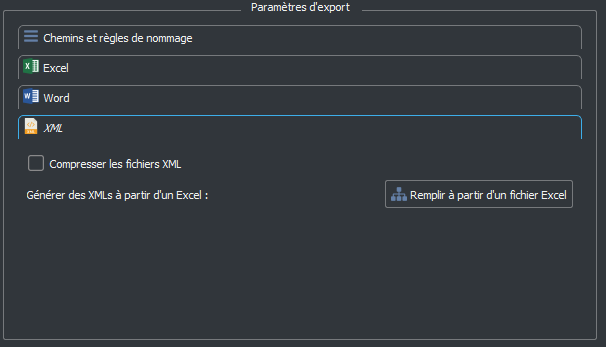 Paramètres d'export
Chemins et règles de nommage
Excel
Word
XML
Compresser les fichiers XML
Générer des XMLs à partir d'un Excel :
Remplir à partir d'un fichier Excel